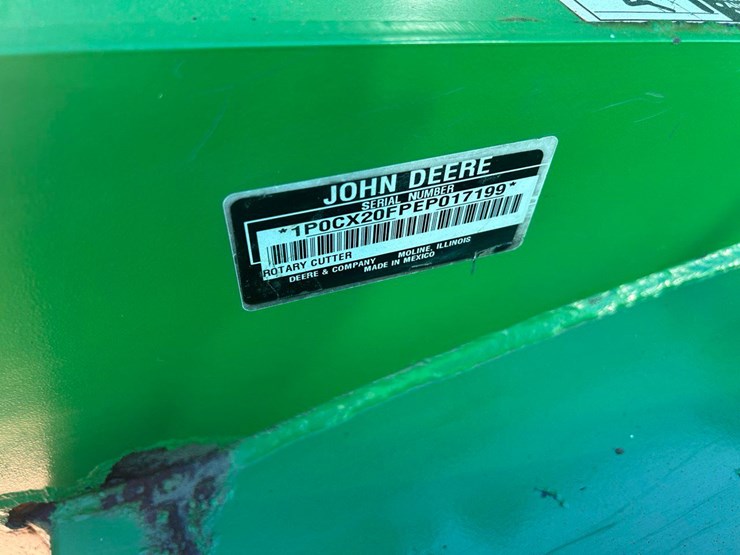 JOHN DEERE
SERIAL NUMBER
*1P0CX20FPEP017199*
ROTARY CUTTER
DEERE & COMPANY MOLINE, ILLINOIS
MADE IN MEXICO